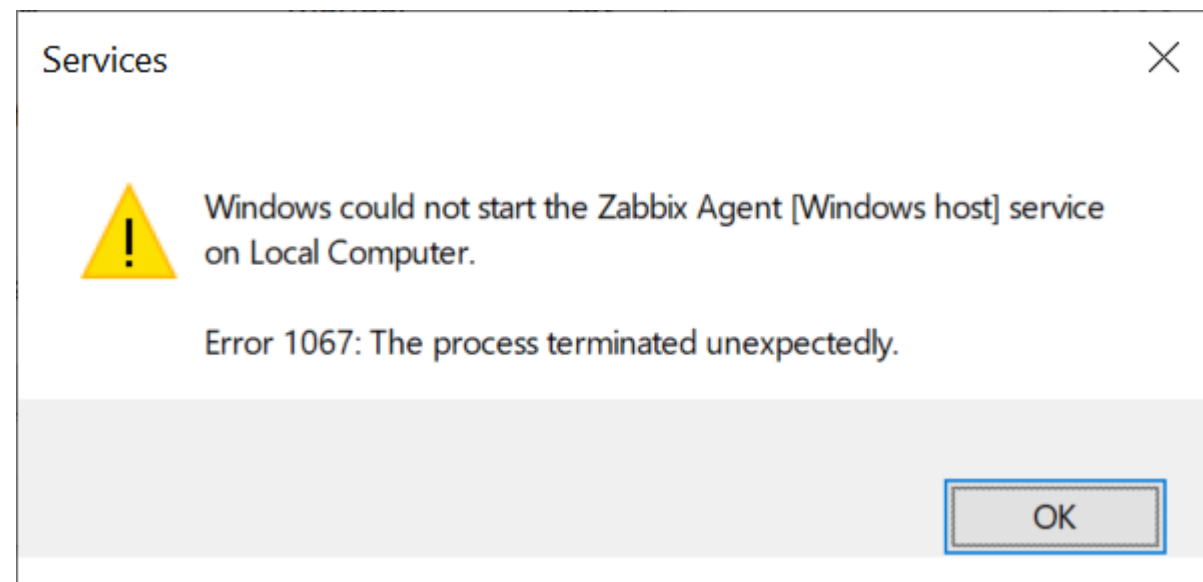 Services
Windows could not start the Zabbix Agent [Windows host] service
on Local Computer.
Error 1067: The process terminated unexpectedly.
OK